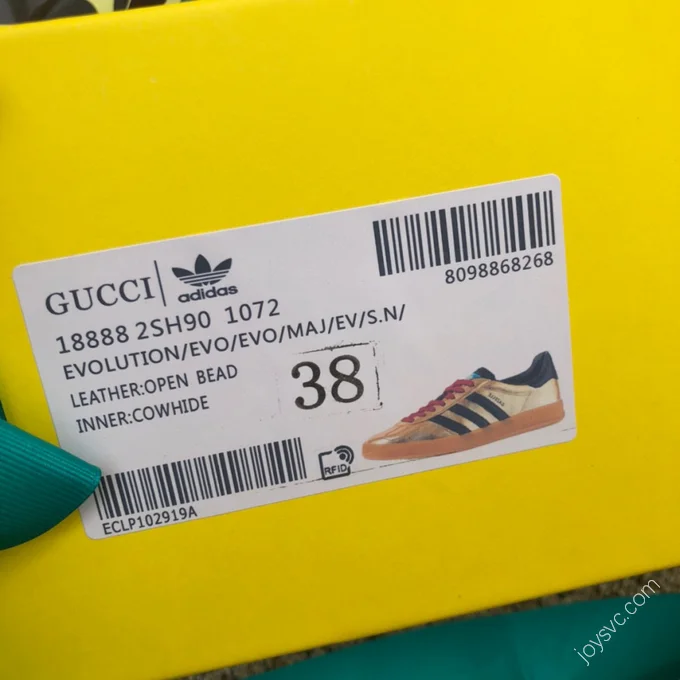 GUCCI adidas
8098868268
18888 2SH90 1072
EVOLUTION/EVO/EVO/MAJ/EV/S.N/
LEATHER:OPEN BEAD
INNER:COWHIDE
38
RFID
ECLP102919A
joysvc.com